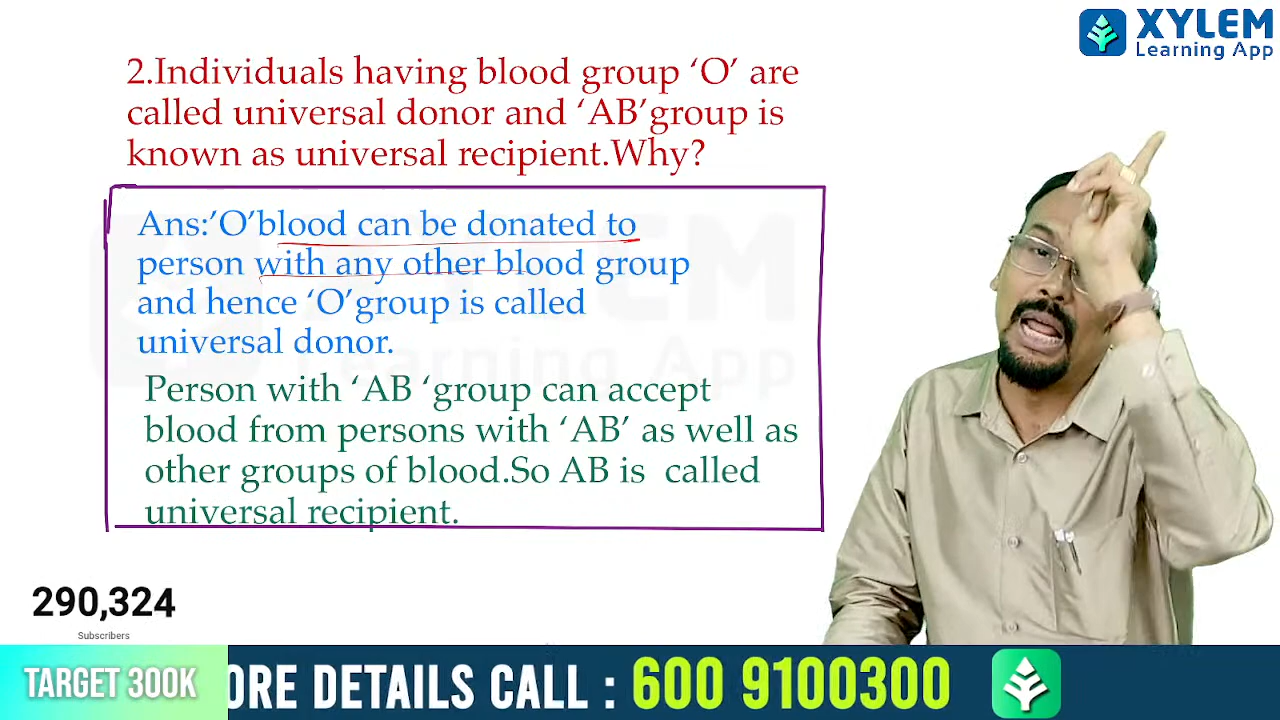 XYLEM
Learning App
2.Individuals having blood group ‘O’ are
called universal donor and ‘AB’group is
known as universal recipient.Why?
Ans:’O’blood can be donated to
person with any other blood group
and hence ‘O’group is called
universal donor.
Person with ‘AB ‘group can accept
blood from persons with ‘AB’ as well as
other groups of blood.So AB is called
universal recipient.
290,324
Subscribers
TARGET 300K
ORE DETAILS CALL : 600 9100300